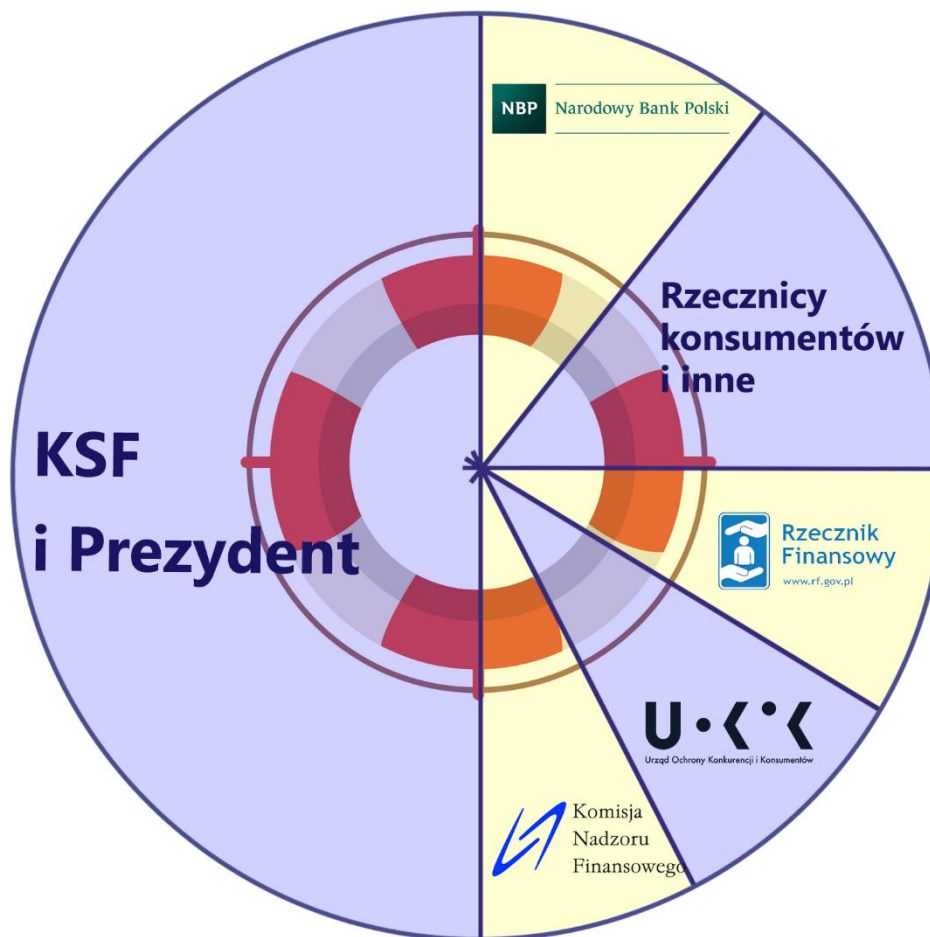 NBP Narodowy Bank Polski
Rzecznicy
konsumentów
i inne
KSF
i Prezydent
Rzecznik
Finansowy
www.rf.gov.pl
UOKiK
Urząd Ochrony Konkurencji i Konsumentów
Komisja
Nadzoru
Finansowego